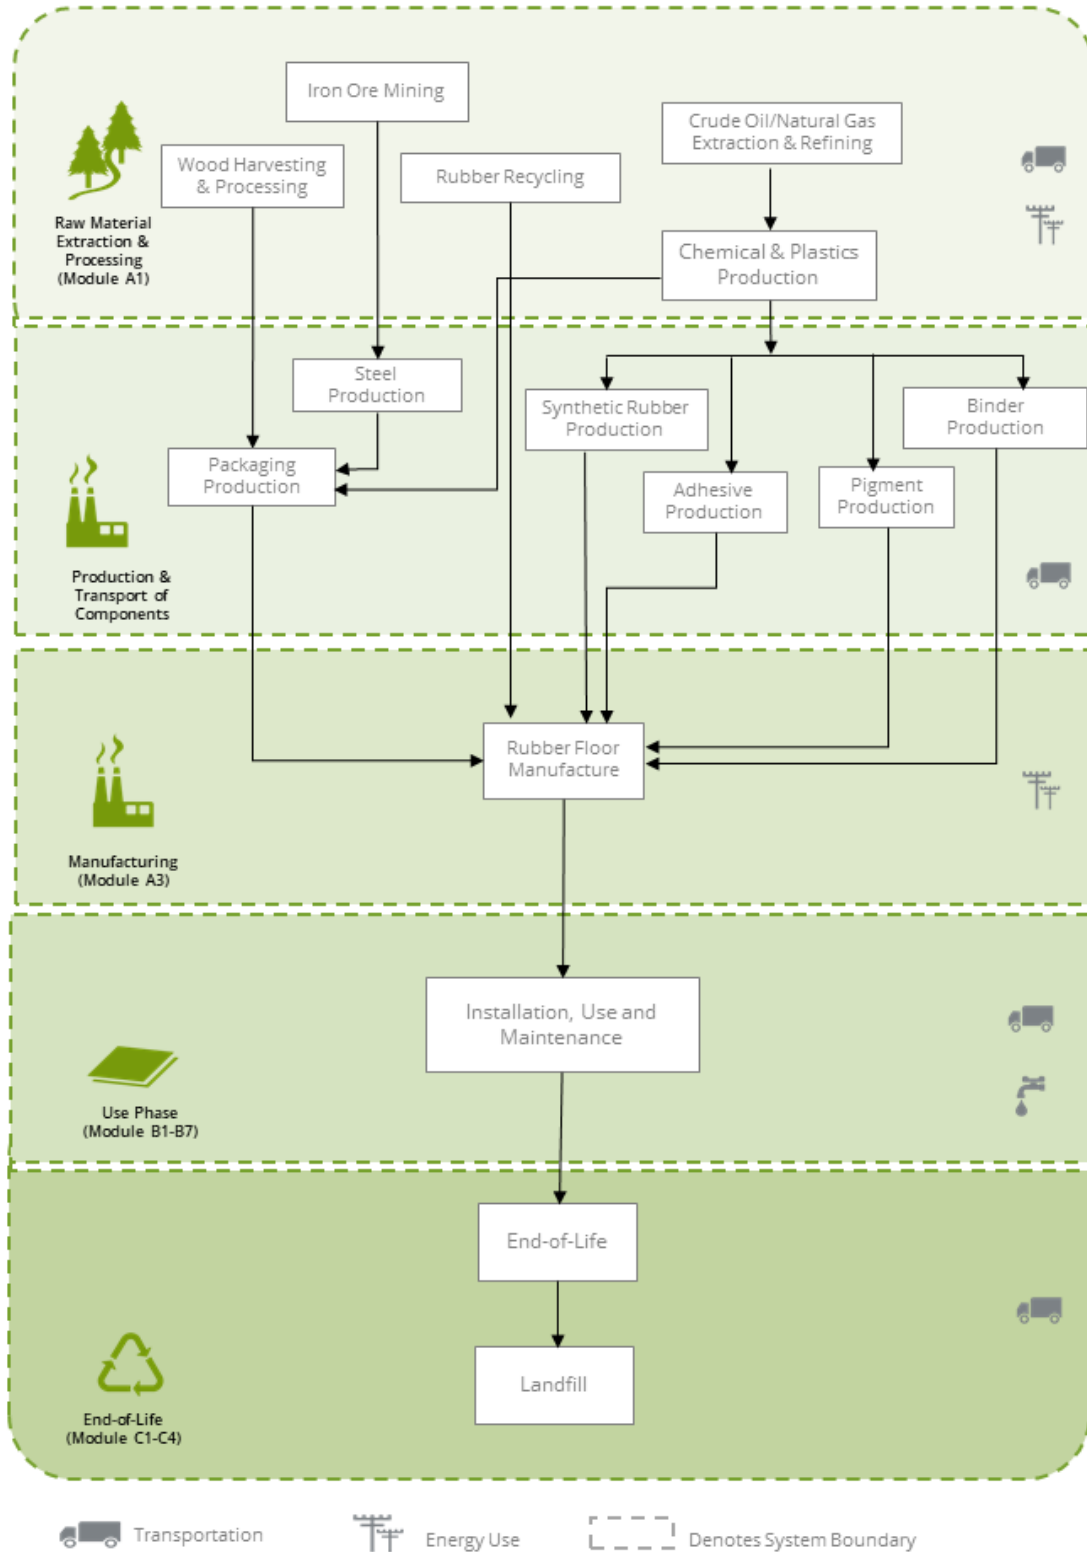 Iron Ore Mining
Crude Oil/Natural Gas
Extraction & Refining
Wood Harvesting
& Processing
Rubber Recycling
Raw Material
Extraction &
Processing
(Module A1)
Chemical & Plastics
Production
Steel
Production
Synthetic Rubber
Production
Binder
Production
Packaging
Production
Adhesive
Production
Pigment
Production
Production &
Transport of
Components
Rubber Floor
Manufacture
Manufacturing
(Module A3)
Installation, Use and
Maintenance
Use Phase
(Module B1-B7)
End-of-Life
Landfill
End-of-Life
(Module C1-C4)
Transportation
Energy Use
Denotes System Boundary